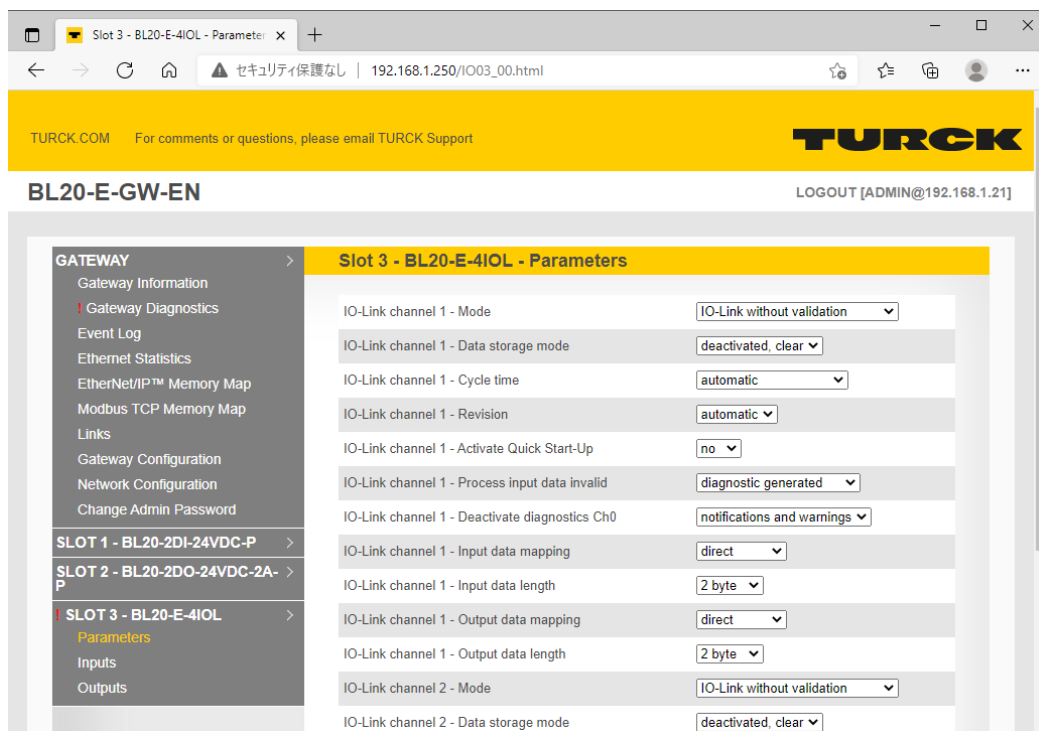 Slot 3 - BL20-E-4IOL - Parameter
セキュリティ保護なし | 192.168.1.250/IO03_00.html
TURCK.COM For comments or questions, please email TURCK Support
TURCK
BL20-E-GW-EN
LOGOUT [ADMIN@192.168.1.21]
GATEWAY
Gateway Information
! Gateway Diagnostics
Event Log
Ethernet Statistics
EtherNet/IP™ Memory Map
Modbus TCP Memory Map
Links
Gateway Configuration
Network Configuration
Change Admin Password
SLOT 1 - BL20-2DI-24VDC-P
SLOT 2 - BL20-2DO-24VDC-2A-
P
! SLOT 3 - BL20-E-4IOL
Parameters
Inputs
Outputs
Slot 3 - BL20-E-4IOL - Parameters
IO-Link channel 1 - Mode IO-Link without validation
IO-Link channel 1 - Data storage mode deactivated, clear
IO-Link channel 1 - Cycle time automatic
IO-Link channel 1 - Revision automatic
IO-Link channel 1 - Activate Quick Start-Up no
IO-Link channel 1 - Process input data invalid diagnostic generated
IO-Link channel 1 - Deactivate diagnostics Ch0 notifications and warnings
IO-Link channel 1 - Input data mapping direct
IO-Link channel 1 - Input data length 2 byte
IO-Link channel 1 - Output data mapping direct
IO-Link channel 1 - Output data length 2 byte
IO-Link channel 2 - Mode IO-Link without validation
IO-Link channel 2 - Data storage mode deactivated, clear